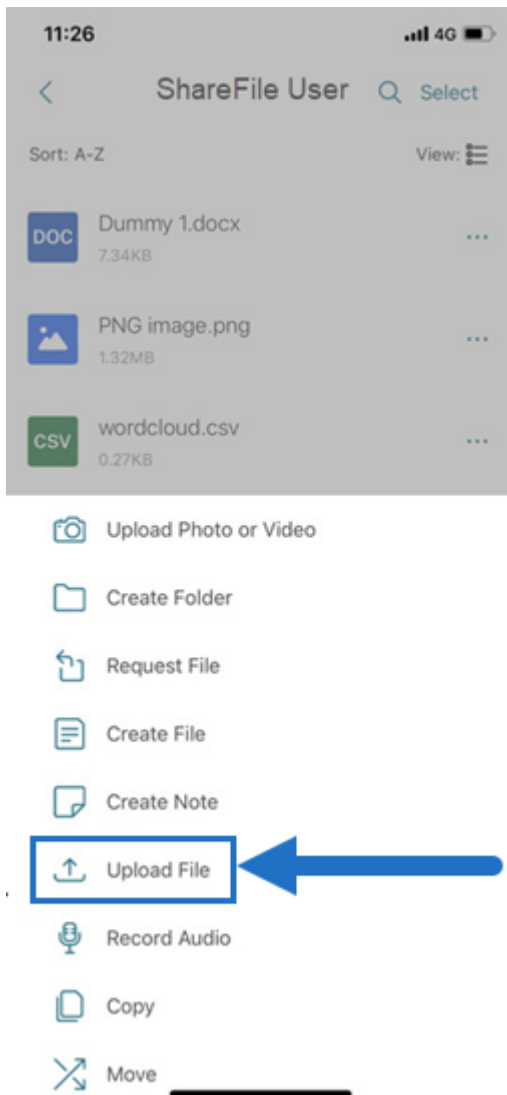 11:26 4G
ShareFile User Select
Sort: A-Z View:
DOC Dummy 1.docx
7.34KB
PNG image.png
1.32MB
CSV wordcloud.csv
0.27KB
Upload Photo or Video
Create Folder
Request File
Create File
Create Note
Upload File
Record Audio
Copy
Move